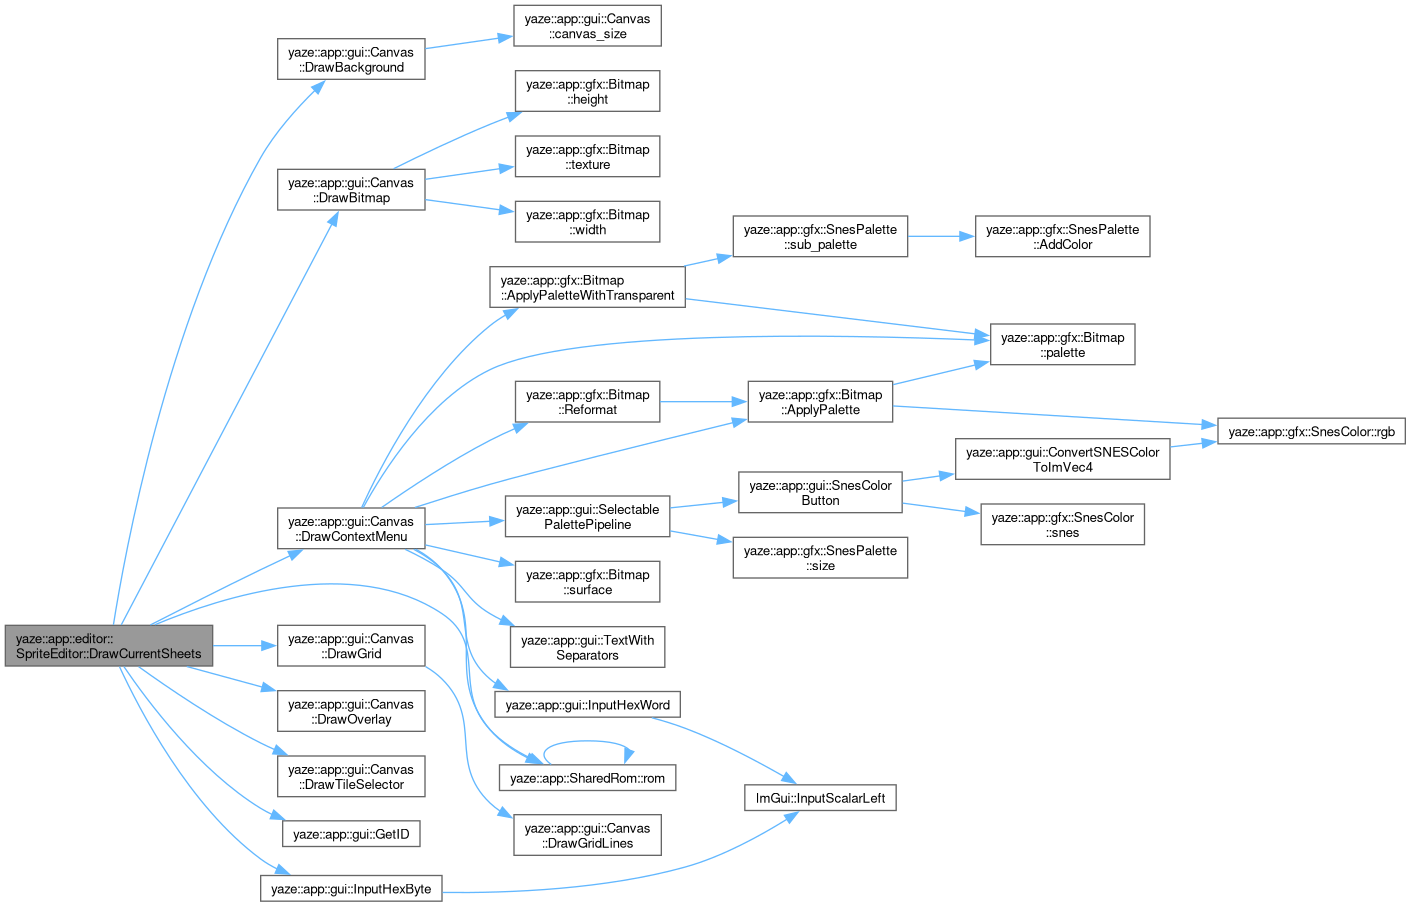 yaze::app::gui::Canvas
::canvas_size
yaze::app::gui::Canvas
::DrawBackground
yaze::app::gfx::Bitmap
::height
yaze::app::gfx::Bitmap
::texture
yaze::app::gui::Canvas
::DrawBitmap
yaze::app::gfx::Bitmap
::width
yaze::app::gfx::SnesPalette
::sub_palette
yaze::app::gfx::SnesPalette
::AddColor
yaze::app::gfx::Bitmap
::ApplyPaletteWithTransparent
yaze::app::gfx::Bitmap
::palette
yaze::app::gfx::Bitmap
::Reformat
yaze::app::gfx::Bitmap
::ApplyPalette
yaze::app::gfx::SnesColor::rgb
yaze::app::gui::ConvertSNESColor
ToImVec4
yaze::app::gui::SnesColor
Button
yaze::app::gui::Selectable
PalettePipeline
yaze::app::gfx::SnesColor
::snes
yaze::app::gui::Canvas
::DrawContextMenu
yaze::app::gfx::SnesPalette
::size
yaze::app::gfx::Bitmap
::surface
yaze::app::editor::
SpriteEditor::DrawCurrentSheets
yaze::app::gui::Canvas
::DrawGrid
yaze::app::gui::TextWith
Separators
yaze::app::gui::Canvas
::DrawOverlay
yaze::app::gui::InputHexWord
yaze::app::gui::Canvas
::DrawTileSelector
yaze::app::SharedRom::rom
ImGui::InputScalarLeft
yaze::app::gui::GetID
yaze::app::gui::Canvas
::DrawGridLines
yaze::app::gui::InputHexByte